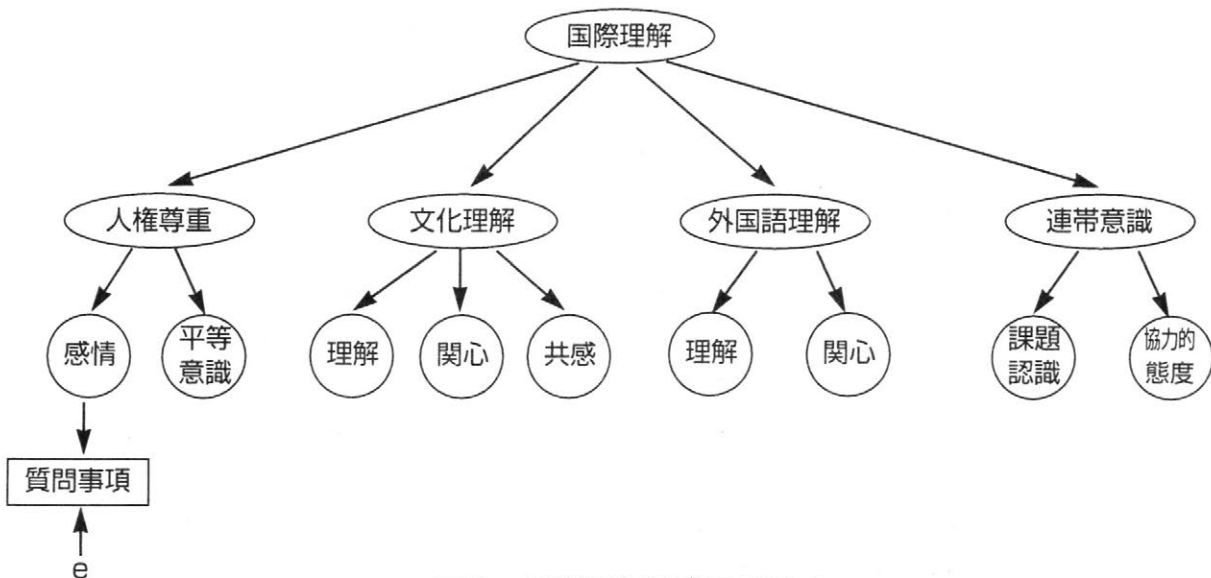 国際理解
人権尊重
文化理解
外国語理解
連帯意識
感情
平等
意識
理解
関心
共感
理解
関心
課題
認識
協力的
態度
質問事項
e